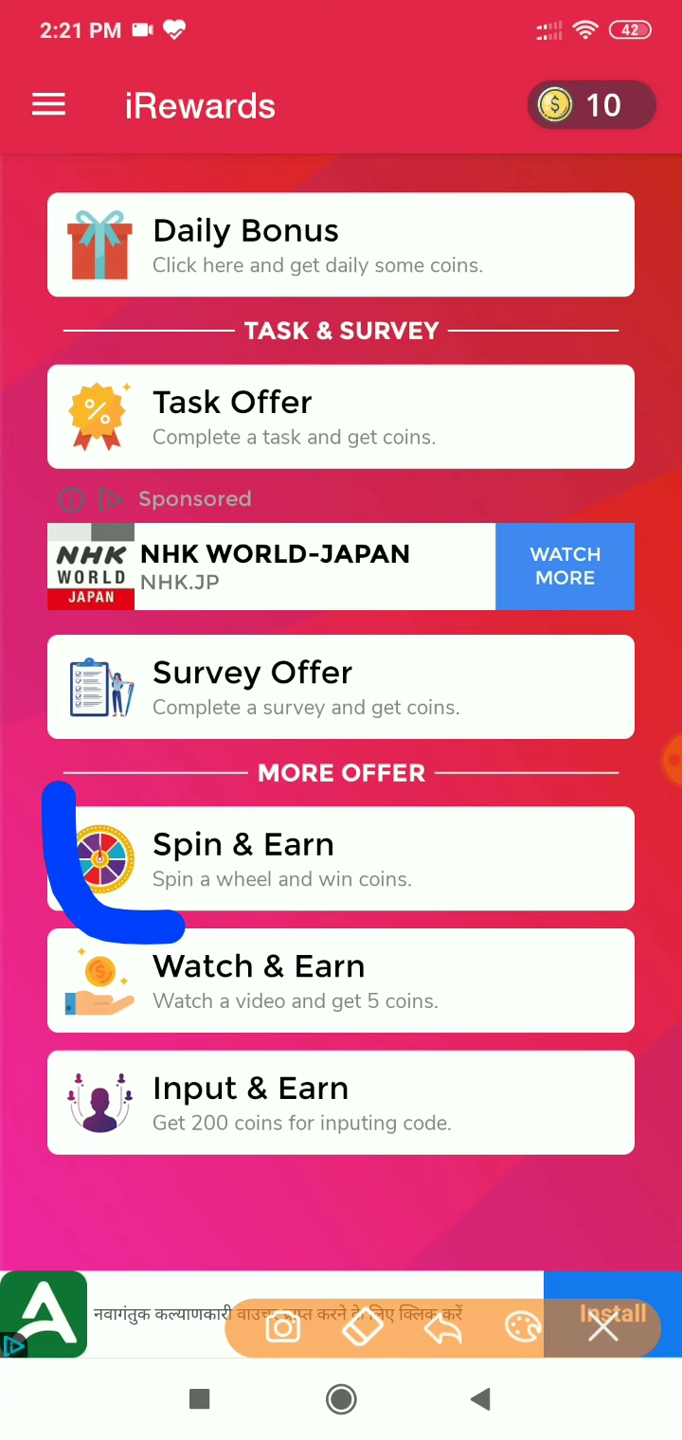 2:21 PM
42
iRewards
10
Daily Bonus
Click here and get daily some coins.
TASK & SURVEY
Task Offer
Complete a task and get coins.
Sponsored
NHK WORLD-JAPAN
NHK.JP
WATCH
MORE
NHK
WORLD
JAPAN
Survey Offer
Complete a survey and get coins.
MORE OFFER
Spin & Earn
Spin a wheel and win coins.
Watch & Earn
Watch a video and get 5 coins.
Input & Earn
Get 200 coins for inputing code.
नवागंतुक कल्याणकारी वाउचर प्राप्त करने के लिए क्लिक करें
Install